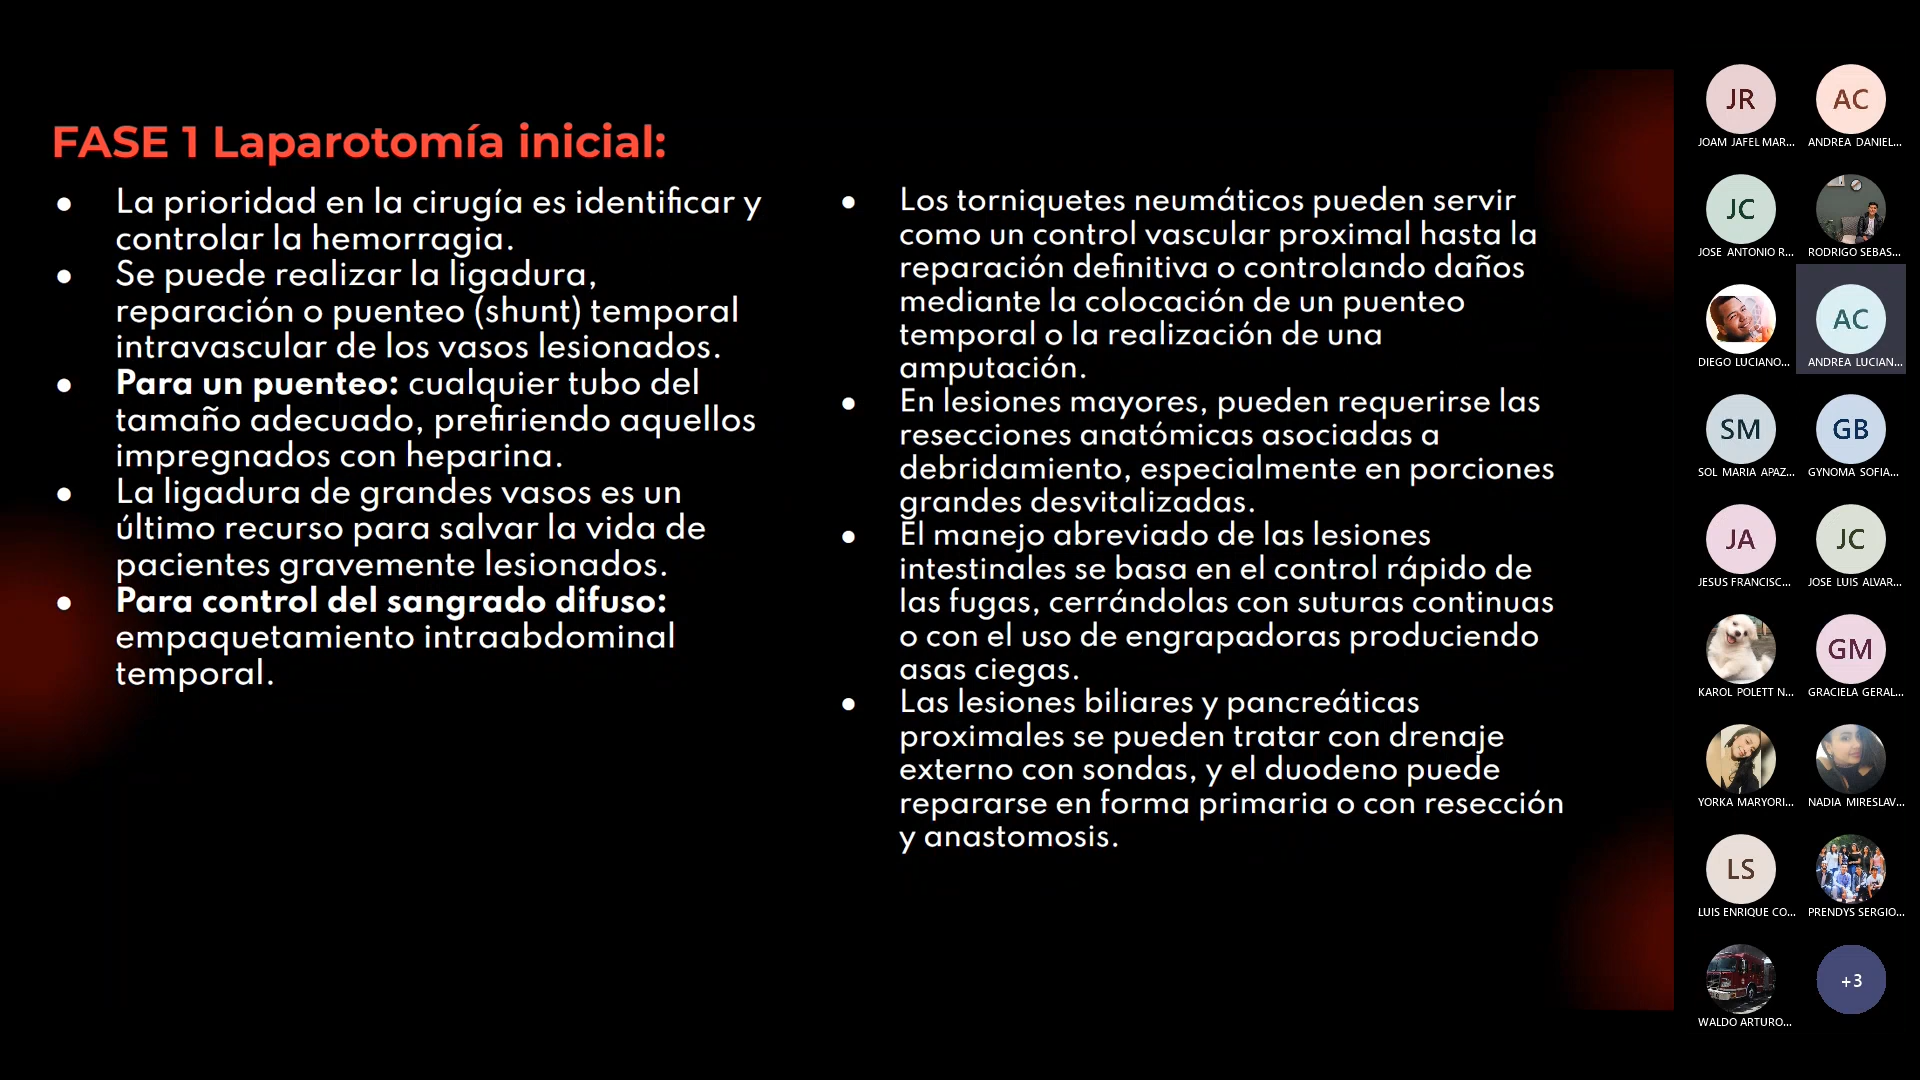 FASE 1 Laparotomía inicial:
La prioridad en la cirugía es identificar y
controlar la hemorragia.
Se puede realizar la ligadura,
reparación o puenteo (shunt) temporal
intravascular de los vasos lesionados.
Para un puenteo: cualquier tubo del
tamaño adecuado, prefiriendo aquellos
impregnados con heparina.
La ligadura de grandes vasos es un
último recurso para salvar la vida de
pacientes gravemente lesionados.
Para control del sangrado difuso:
empaquetamiento intraabdominal
temporal.
Los torniquetes neumáticos pueden servir
como un control vascular proximal hasta la
reparación definitiva o controlando daños
mediante la colocación de un puenteo
temporal o la realización de una
amputación.
En lesiones mayores, pueden requerirse las
resecciones anatómicas asociadas a
debridamiento, especialmente en porciones
grandes desvitalizadas.
El manejo abreviado de las lesiones
intestinales se basa en el control rápido de
las fugas, cerrándolas con suturas continuas
o con el uso de engrapadoras produciendo
asas ciegas.
Las lesiones biliares y pancreáticas
proximales se pueden tratar con drenaje
externo con sondas, y el duodeno puede
repararse en forma primaria o con resección
y anastomosis.
JR
AC
JOAM JAFEL MAR...
ANDREA DANIEL...
JC
JOSE ANTONIO R...
RODRIGO SEBAS...
AC
DIEGO LUCIANO...
ANDREA LUCIAN...
SM
GB
SOL MARIA APAZ...
GYNOMA SOFIA...
JA
JC
JESUS FRANCISC...
JOSE LUIS ALVAR...
GM
KAROL POLETT N...
GRACIELA GERAL...
YORKA MARYORI...
NADIA MIRESLAV...
LS
LUIS ENRIQUE CO...
PRENDYS SERGIO...
+3
WALDO ARTURO...